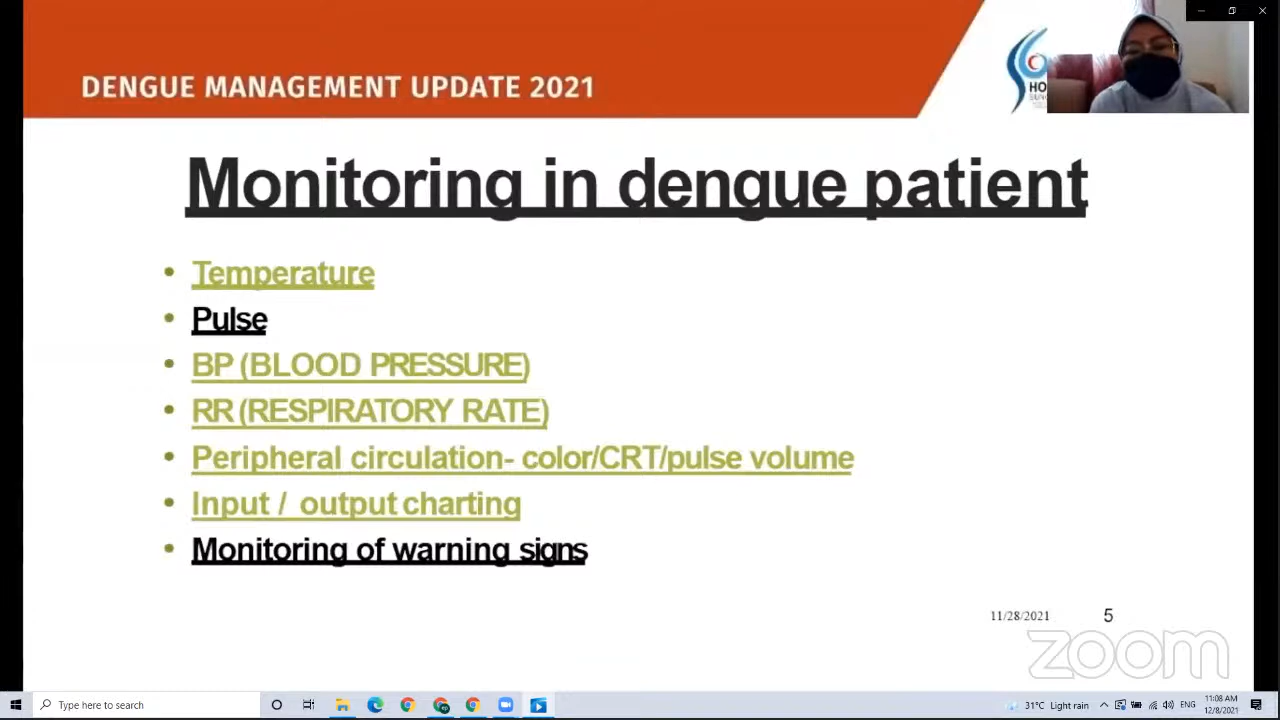 DENGUE MANAGEMENT UPDATE 2021
HO
Monitoring in dengue patient
• Temperature
• Pulse
• BP (BLOOD PRESSURE)
• RR (RESPIRATORY RATE)
• Peripheral circulation- color/CRT/pulse volume
• Input / output charting
• Monitoring of warning signs
11/28/2021 5
zoom
Type here to search
31°C Light rain
ENG
11:08 AM
12/8/2021